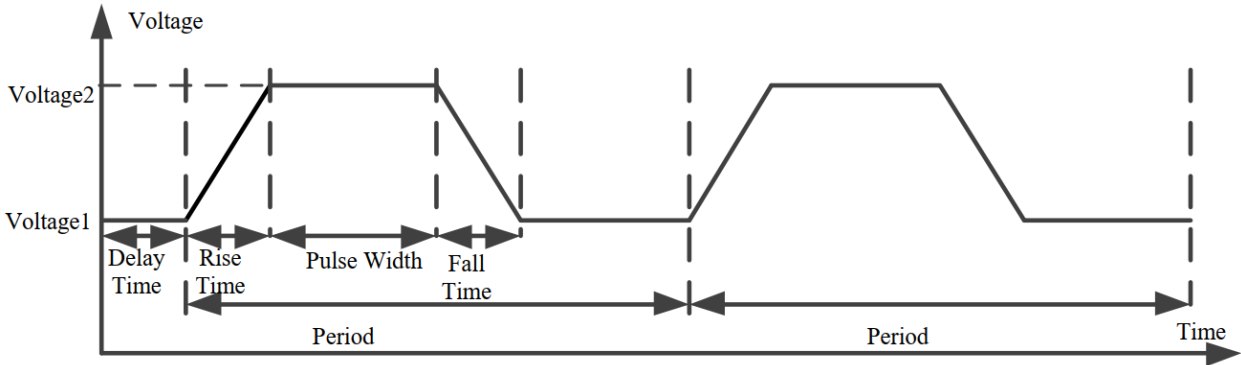 Voltage
Voltage2
Voltage1
Delay Time
Rise Time
Pulse Width
Fall Time
Period
Period
Time